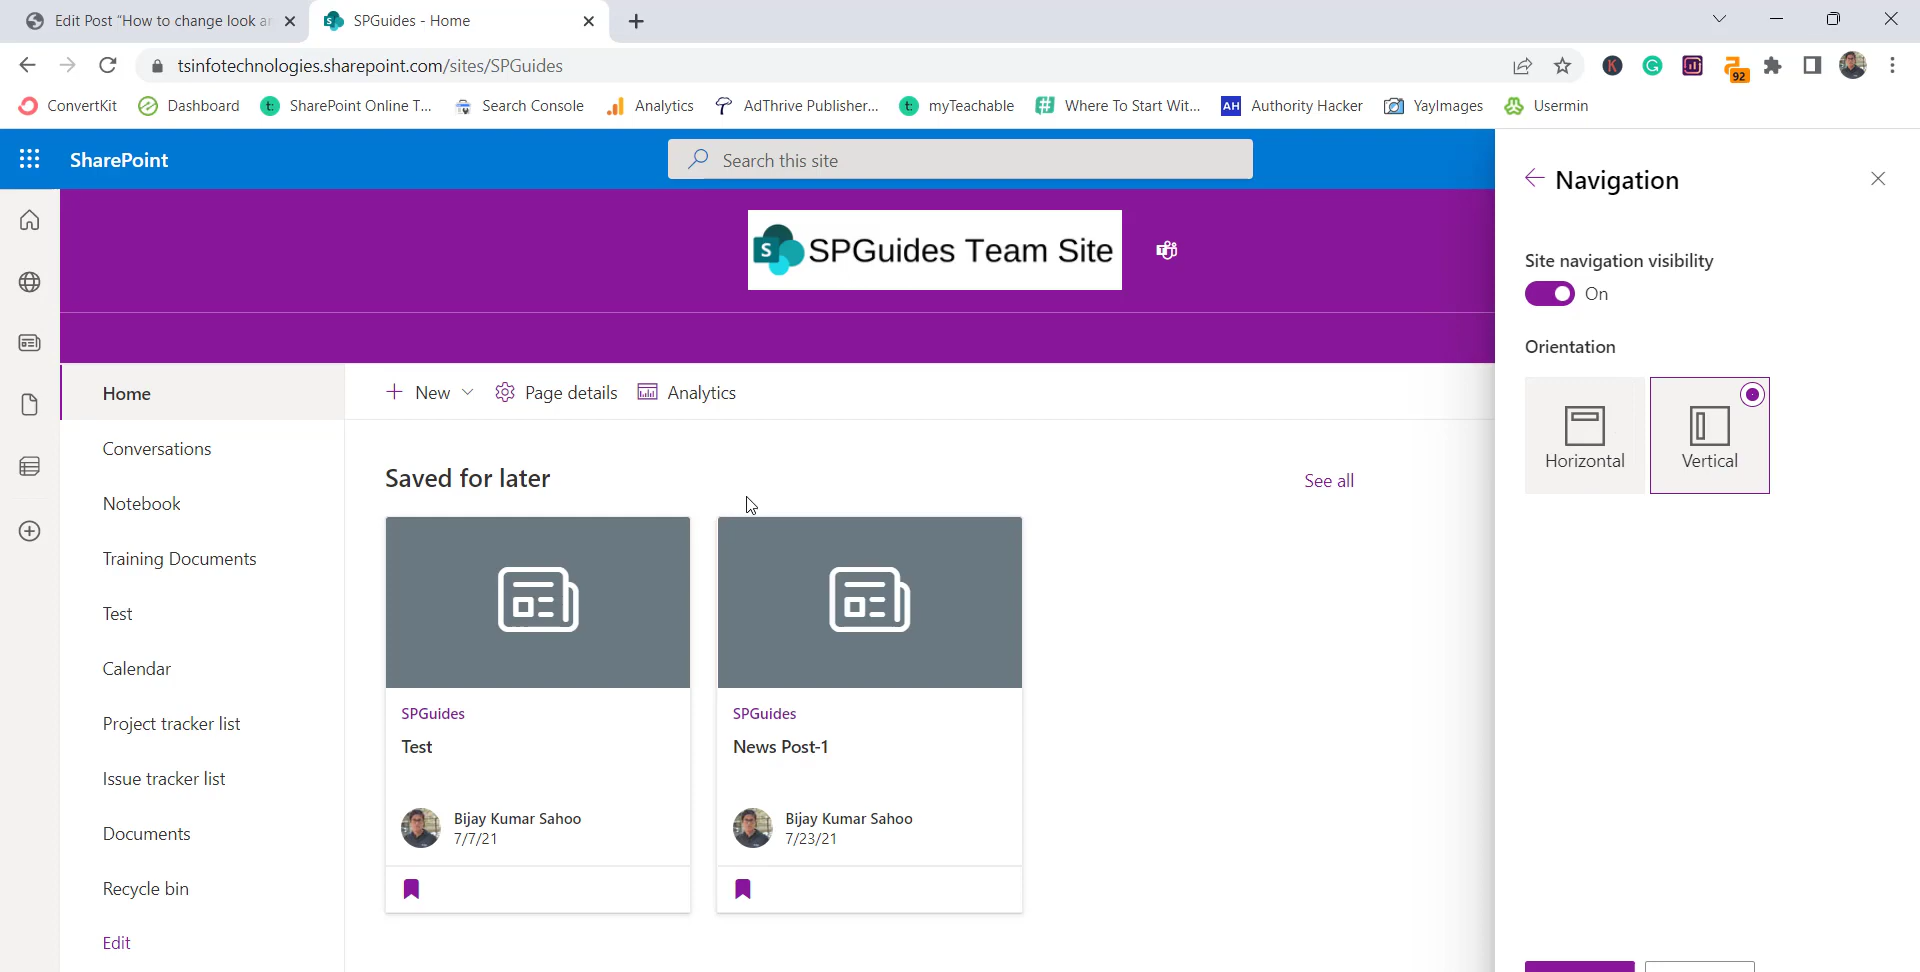 Edit Post "How to change look ar
SPGuides - Home
tsinfotechnologies.sharepoint.com/sites/SPGuides
K
G
92
ConvertKit
Dashboard
t: SharePoint Online T...
Search Console
Analytics
AdThrive Publisher...
t: myTeachable
Where To Start Wit...
AH Authority Hacker
YayImages
Usermin
SharePoint
Search this site
S SPGuides Team Site
Home
Conversations
Notebook
Training Documents
Test
Calendar
Project tracker list
Issue tracker list
Documents
Recycle bin
Edit
New
Page details
Analytics
Saved for later
See all
SPGuides
Test
Bijay Kumar Sahoo
7/7/21
SPGuides
News Post-1
Bijay Kumar Sahoo
7/23/21
Navigation
Site navigation visibility
On
Orientation
Horizontal
Vertical